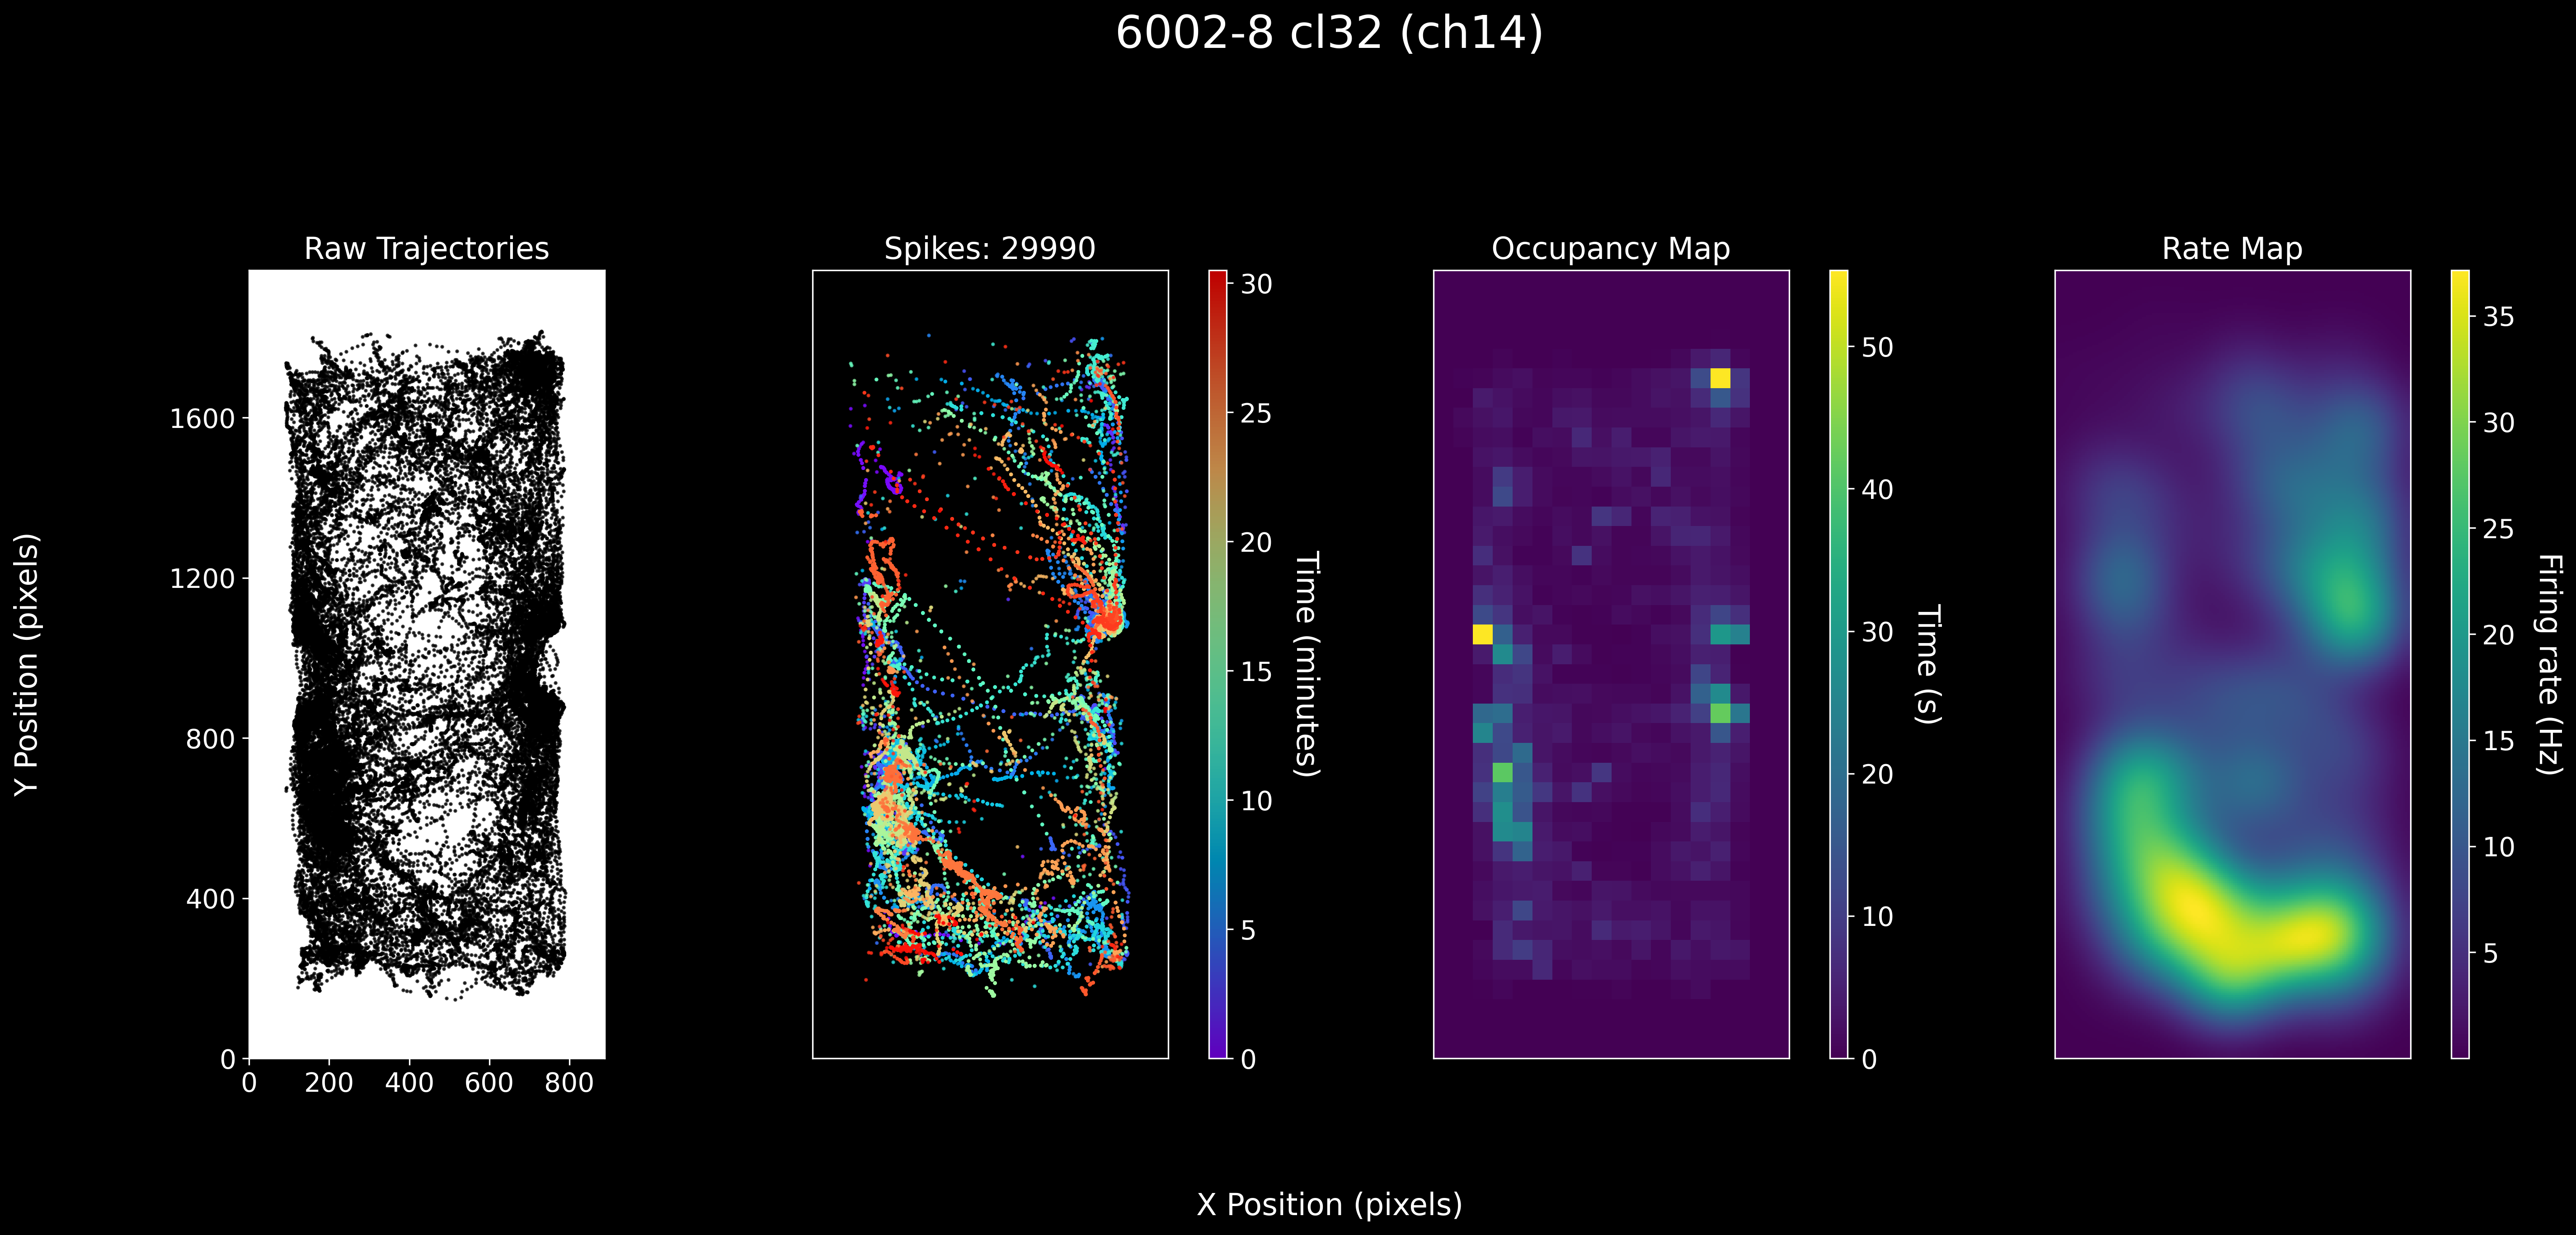 6002-8 cl32 (ch14)
Raw Trajectories
Spikes: 29990
Occupancy Map
Rate Map
Y Position (pixels)
1600
1200
800
400
0
0 200 400 600 800
30
25
20
15
10
5
0
Time (minutes)
50
40
30
20
10
0
Time (s)
35
30
25
20
15
10
5
Firing rate (Hz)
X Position (pixels)